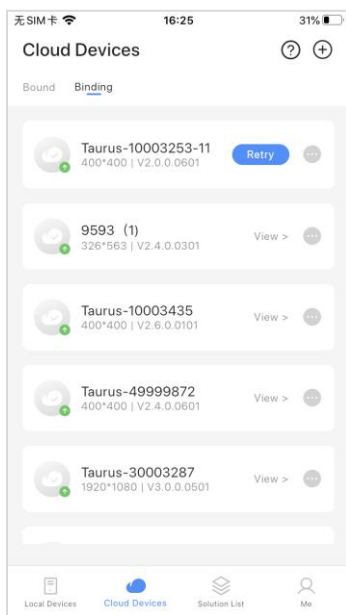 无SIM卡 16:25 31%
Cloud Devices
Bound Binding
Taurus-10003253-11
400*400 | V2.0.0.0601
Retry
9593 (1)
326*563 | V2.4.0.0301
View >
Taurus-10003435
400*400 | V2.6.0.0101
View >
Taurus-49999872
400*400 | V2.4.0.0601
View >
Taurus-30003287
1920*1080 | V3.0.0.0501
View >
Local Devices Cloud Devices Solution List Me